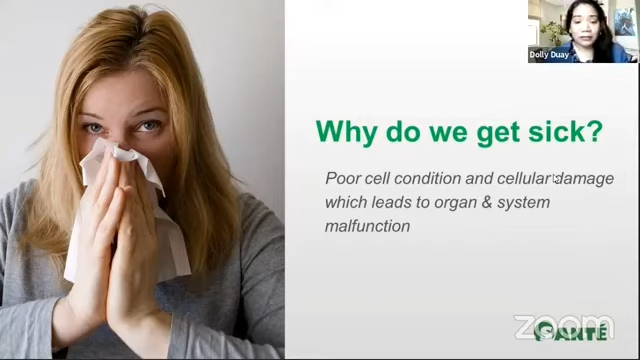 Dolly Duay
Why do we get sick?
Poor cell condition and cellular damage
which leads to organ & system
malfunction
zoom
SANTÉ